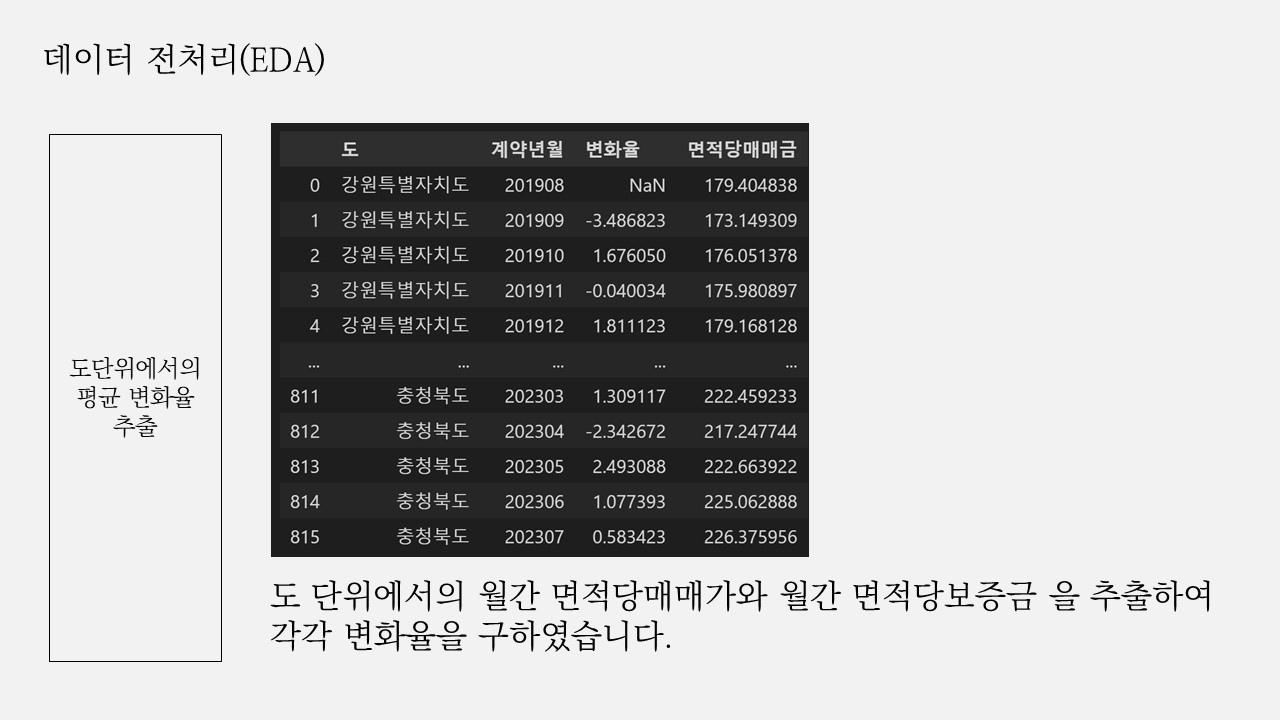 데이터 전처리(EDA)
도단위에서의
평균 변화율
추출
도 계약년월 변화율 면적당매매금
0 강원특별자치도 201908 NaN 179.404838
1 강원특별자치도 201909 -3.486823 173.149309
2 강원특별자치도 201910 1.676050 176.051378
3 강원특별자치도 201911 -0.040034 175.980897
4 강원특별자치도 201912 1.811123 179.168128
... ... ... ... ...
811 충청북도 202303 1.309117 222.459233
812 충청북도 202304 -2.342672 217.247744
813 충청북도 202305 2.493088 222.663922
814 충청북도 202306 1.077393 225.062888
815 충청북도 202307 0.583423 226.375956
도 단위에서의 월간 면적당매매가와 월간 면적당보증금 을 추출하여
각각 변화율을 구하였습니다.